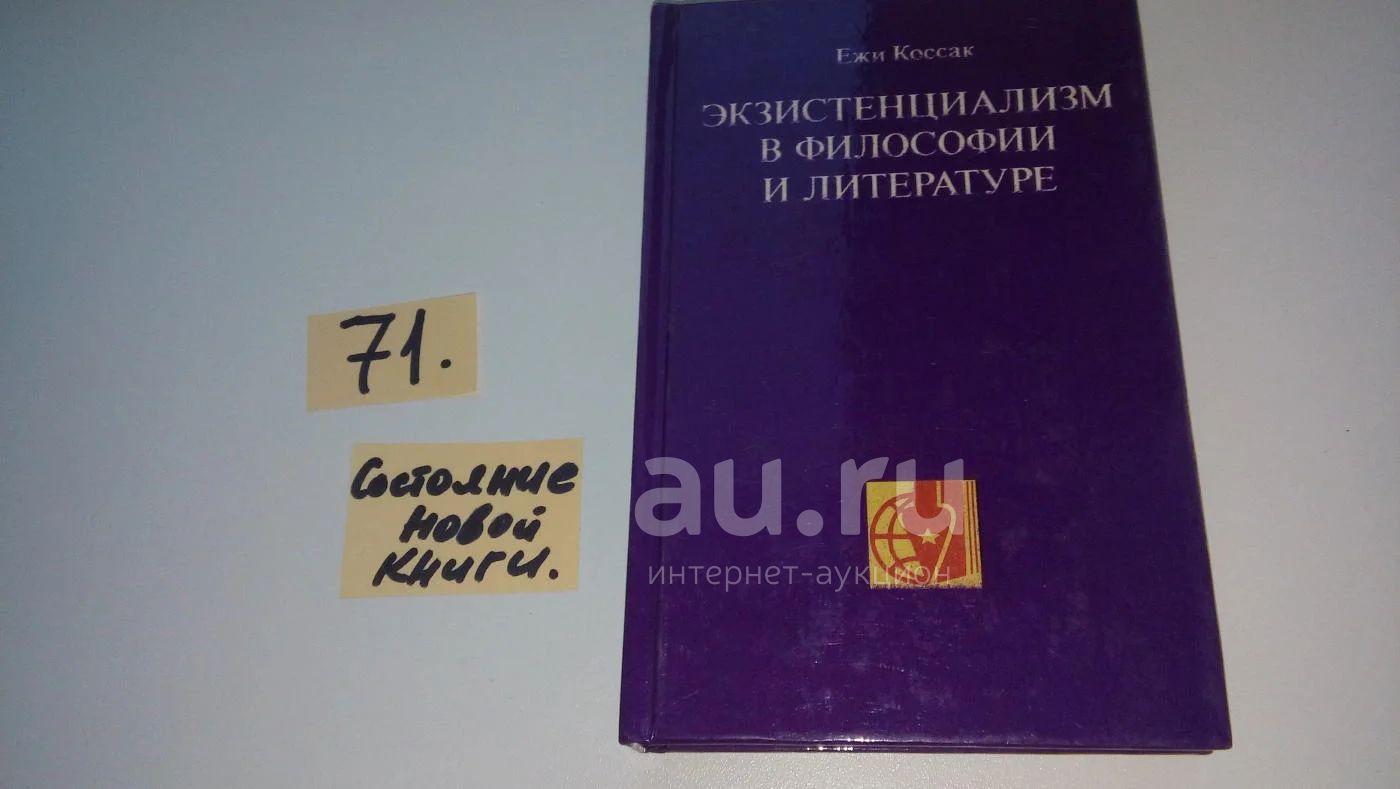 Ежи Коссак
ЭКЗИСТЕНЦИАЛИЗМ
В ФИЛОСОФИИ
И ЛИТЕРАТУРЕ
71.
Состояние
новой
книги.
au.ru
интернет-аукцион